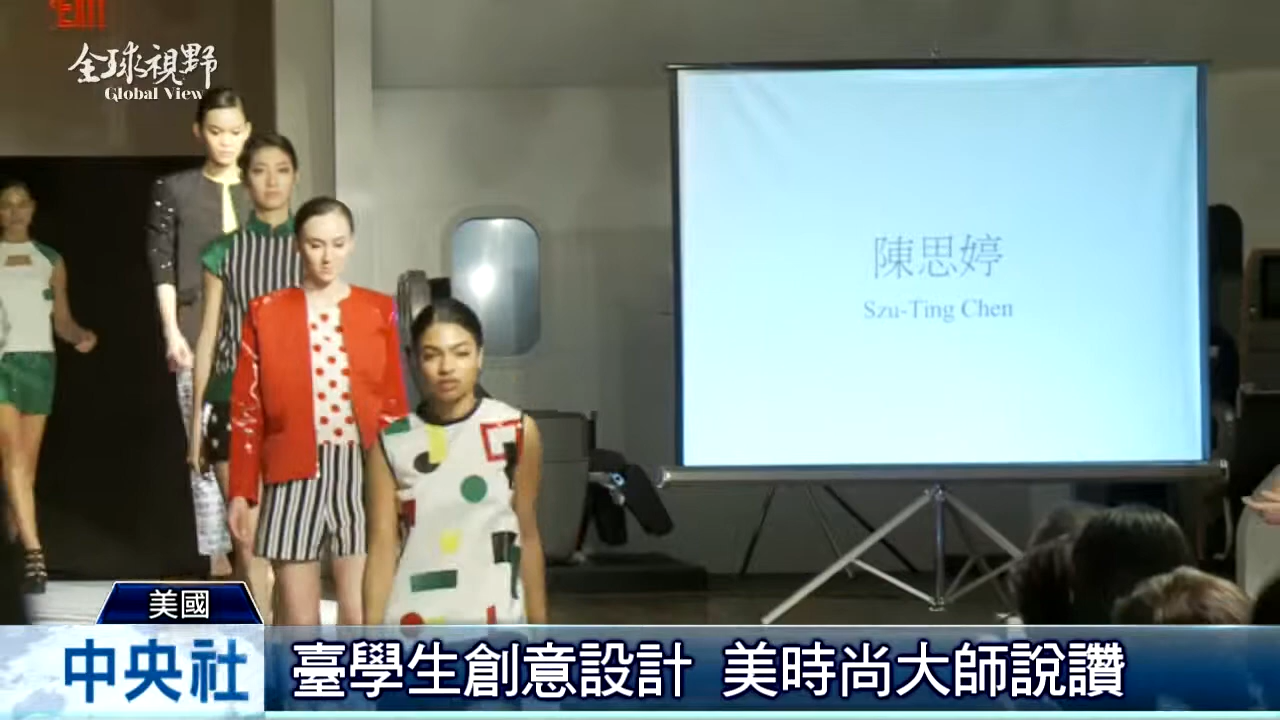 全球視野
Global View
陳思婷
Szu-Ting Chen
美國
中央社
臺學生創意設計 美時尚大師說讚